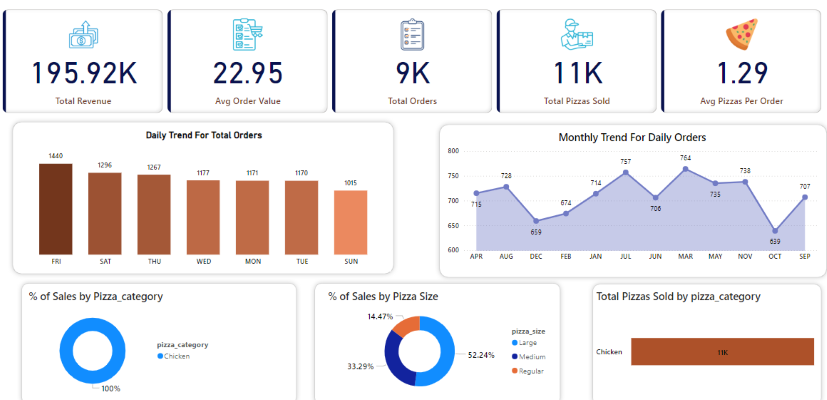 195.92K
Total Revenue
22.95
Avg Order Value
9K
Total Orders
11K
Total Pizzas Sold
1.29
Avg Pizzas Per Order
Daily Trend For Total Orders
1440
1296
1267
1177
1171
1170
1015
FRI
SAT
THU
WED
MON
TUE
SUN
Monthly Trend For Daily Orders
800
750
700
650
600
715
728
659
674
714
757
706
764
735
738
639
707
APR
AUG
DEC
FEB
JAN
JUL
JUN
MAR
MAY
NOV
OCT
SEP
% of Sales by Pizza_category
pizza_category
Chicken
100%
% of Sales by Pizza Size
14.47%
33.29%
52.24%
pizza_size
Large
Medium
Regular
Total Pizzas Sold by pizza_category
Chicken
11K